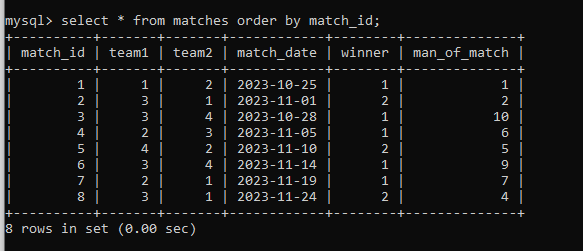 mysql> select * from matches order by match_id;
+----------+-------+-------+------------+--------+--------------+
| match_id | team1 | team2 | match_date | winner | man_of_match |
+----------+-------+-------+------------+--------+--------------+
|        1 |     1 |     2 | 2023-10-25 |      1 |            1 |
|        2 |     3 |     1 | 2023-11-01 |      2 |            2 |
|        3 |     3 |     4 | 2023-10-28 |      1 |           10 |
|        4 |     2 |     3 | 2023-11-05 |      1 |            6 |
|        5 |     4 |     2 | 2023-11-10 |      2 |            5 |
|        6 |     3 |     4 | 2023-11-14 |      1 |            9 |
|        7 |     2 |     1 | 2023-11-19 |      1 |            7 |
|        8 |     3 |     1 | 2023-11-24 |      2 |            4 |
+----------+-------+-------+------------+--------+--------------+
8 rows in set (0.00 sec)